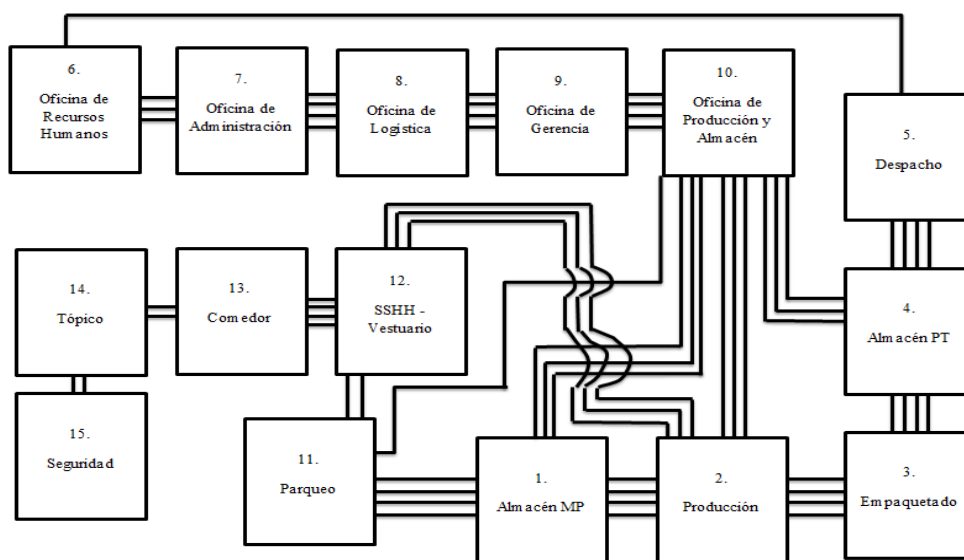 6.
Oficina de
Recursos
Humanos
7.
Oficina de
Administración
8.
Oficina de
Logística
9.
Oficina de
Gerencia
10.
Oficina de
Producción y
Almacén
5.
Despacho
14.
Tópico
13.
Comedor
12.
SSHH -
Vestuario
4.
Almacén PT
15.
Seguridad
11.
Parqueo
1.
Almacén MP
2.
Producción
3.
Empaquetado